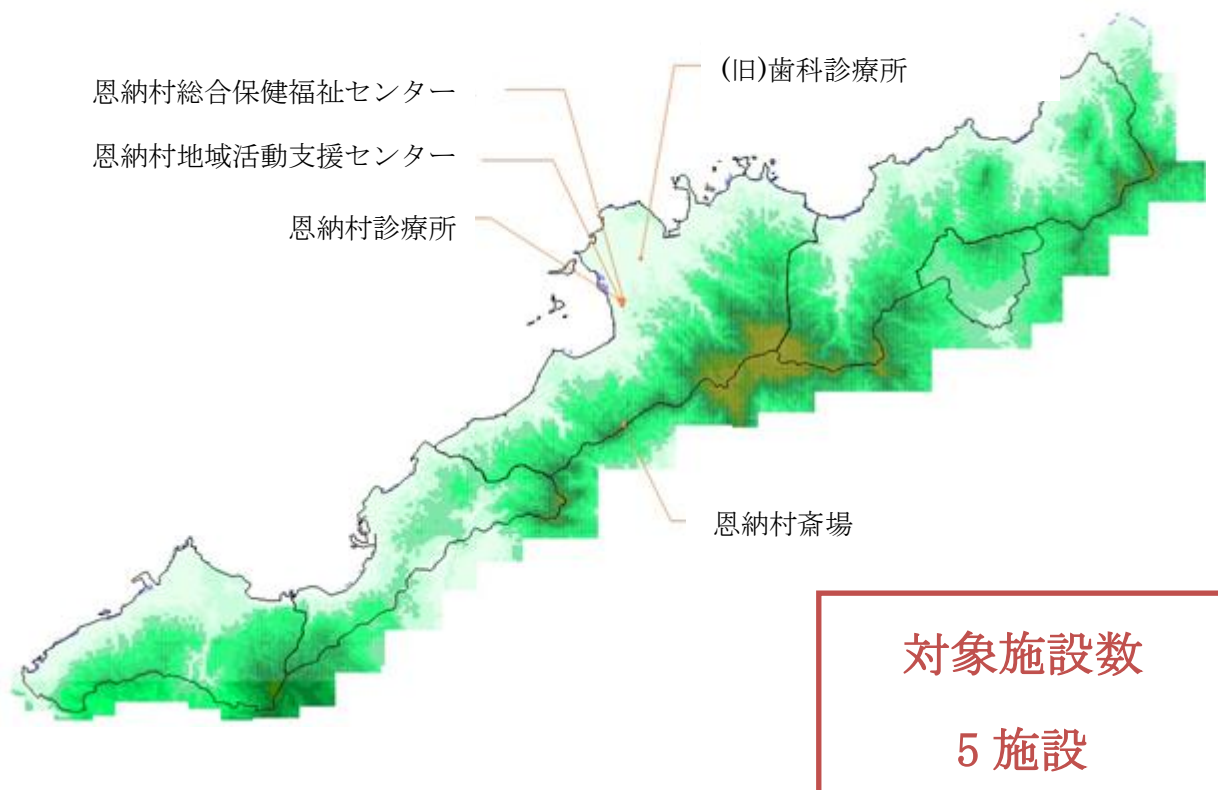 (旧)歯科診療所
恩納村総合保健福祉センター
恩納村地域活動支援センター
恩納村診療所
恩納村斎場
対象施設数
5 施設